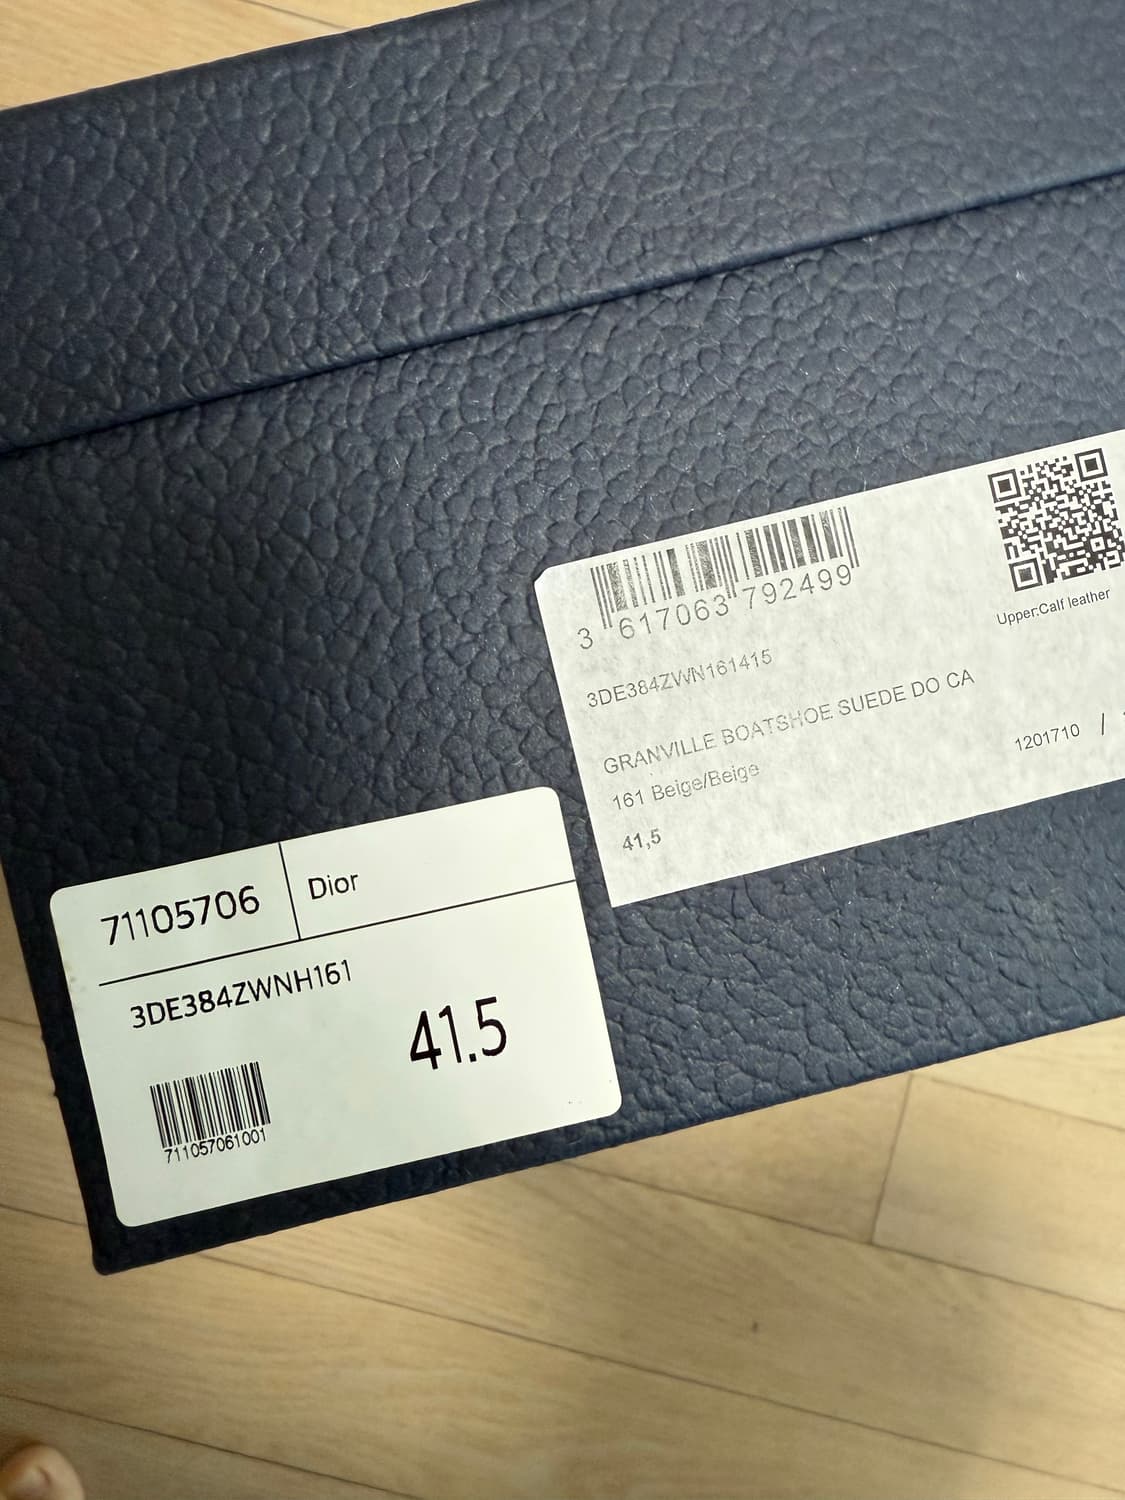 3 617063 792499
Upper:Calf leather
3DE384ZWN161415
GRANVILLE BOATSHOE SUEDE DO CA
161 Beige/Beige
1201710 /
41,5
71105706
Dior
3DE384ZWNH161
41.5
711057061001